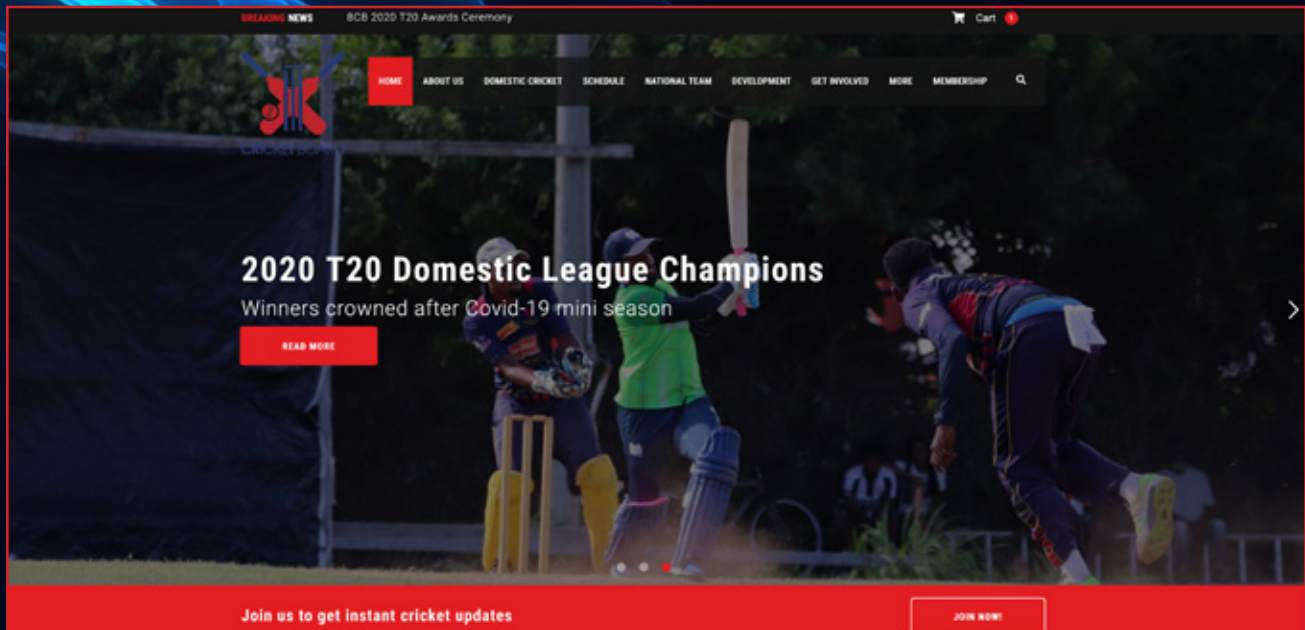 BREAKING NEWS BCB 2020 T20 Awards Ceremony Cart 1
HOME ABOUT US DOMESTIC CRICKET SCHEDULE NATIONAL TEAM DEVELOPMENT GET INVOLVED MORE MEMBERSHIP
CRICKET BOARD
2020 T20 Domestic League Champions
Winners crowned after Covid-19 mini season
READ MORE
Join us to get instant cricket updates JOIN NOW!